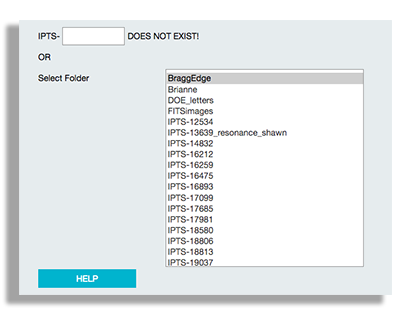 IPTS- DOES NOT EXIST!
OR
Select Folder
BraggEdge
Brianne
DOE_letters
FITSimages
IPTS-12534
IPTS-13639_resonance_shawn
IPTS-14832
IPTS-16212
IPTS-16259
IPTS-16475
IPTS-16893
IPTS-17099
IPTS-17685
IPTS-17981
IPTS-18580
IPTS-18806
IPTS-18813
IPTS-19037
HELP